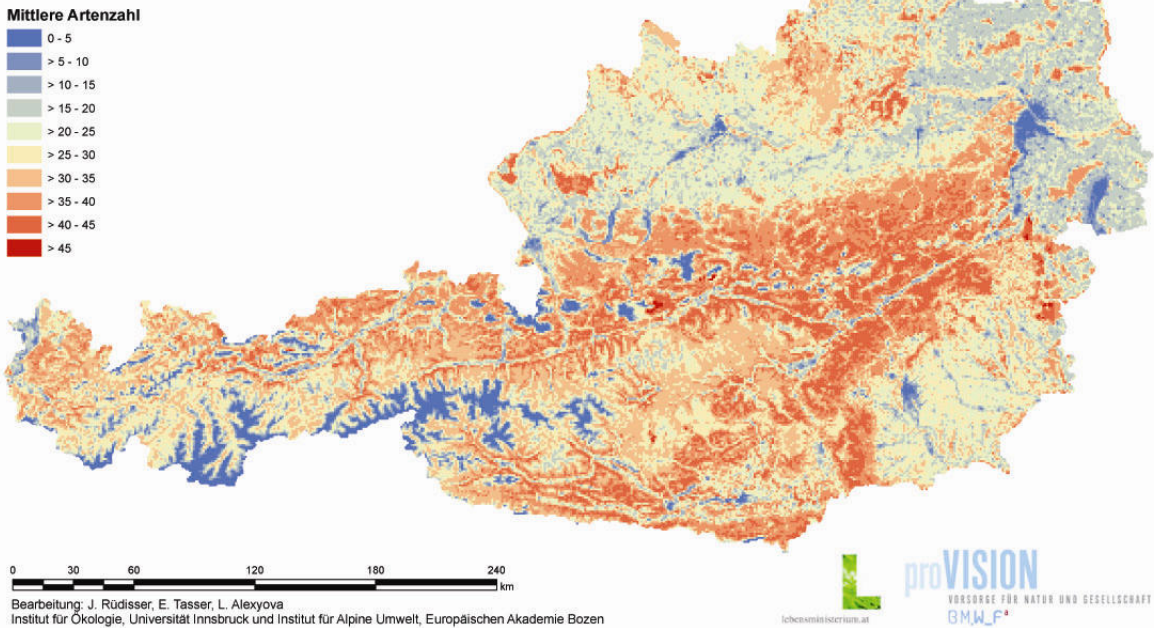 Mittlere Artenzahl
0 - 5
> 5 - 10
> 10 - 15
> 15 - 20
> 20 - 25
> 25 - 30
> 30 - 35
> 35 - 40
> 40 - 45
> 45
0 30 60 120 180 240
km
Bearbeitung: J. Rüdisser, E. Tasser, L. Alexyova
Institut für Ökologie, Universität Innsbruck und Institut für Alpine Umwelt, Europäischen Akademie Bozen
L
lebensministerium.at
proVISION
VORSORGE FÜR NATUR UND GESELLSCHAFT
BM.W_Fª